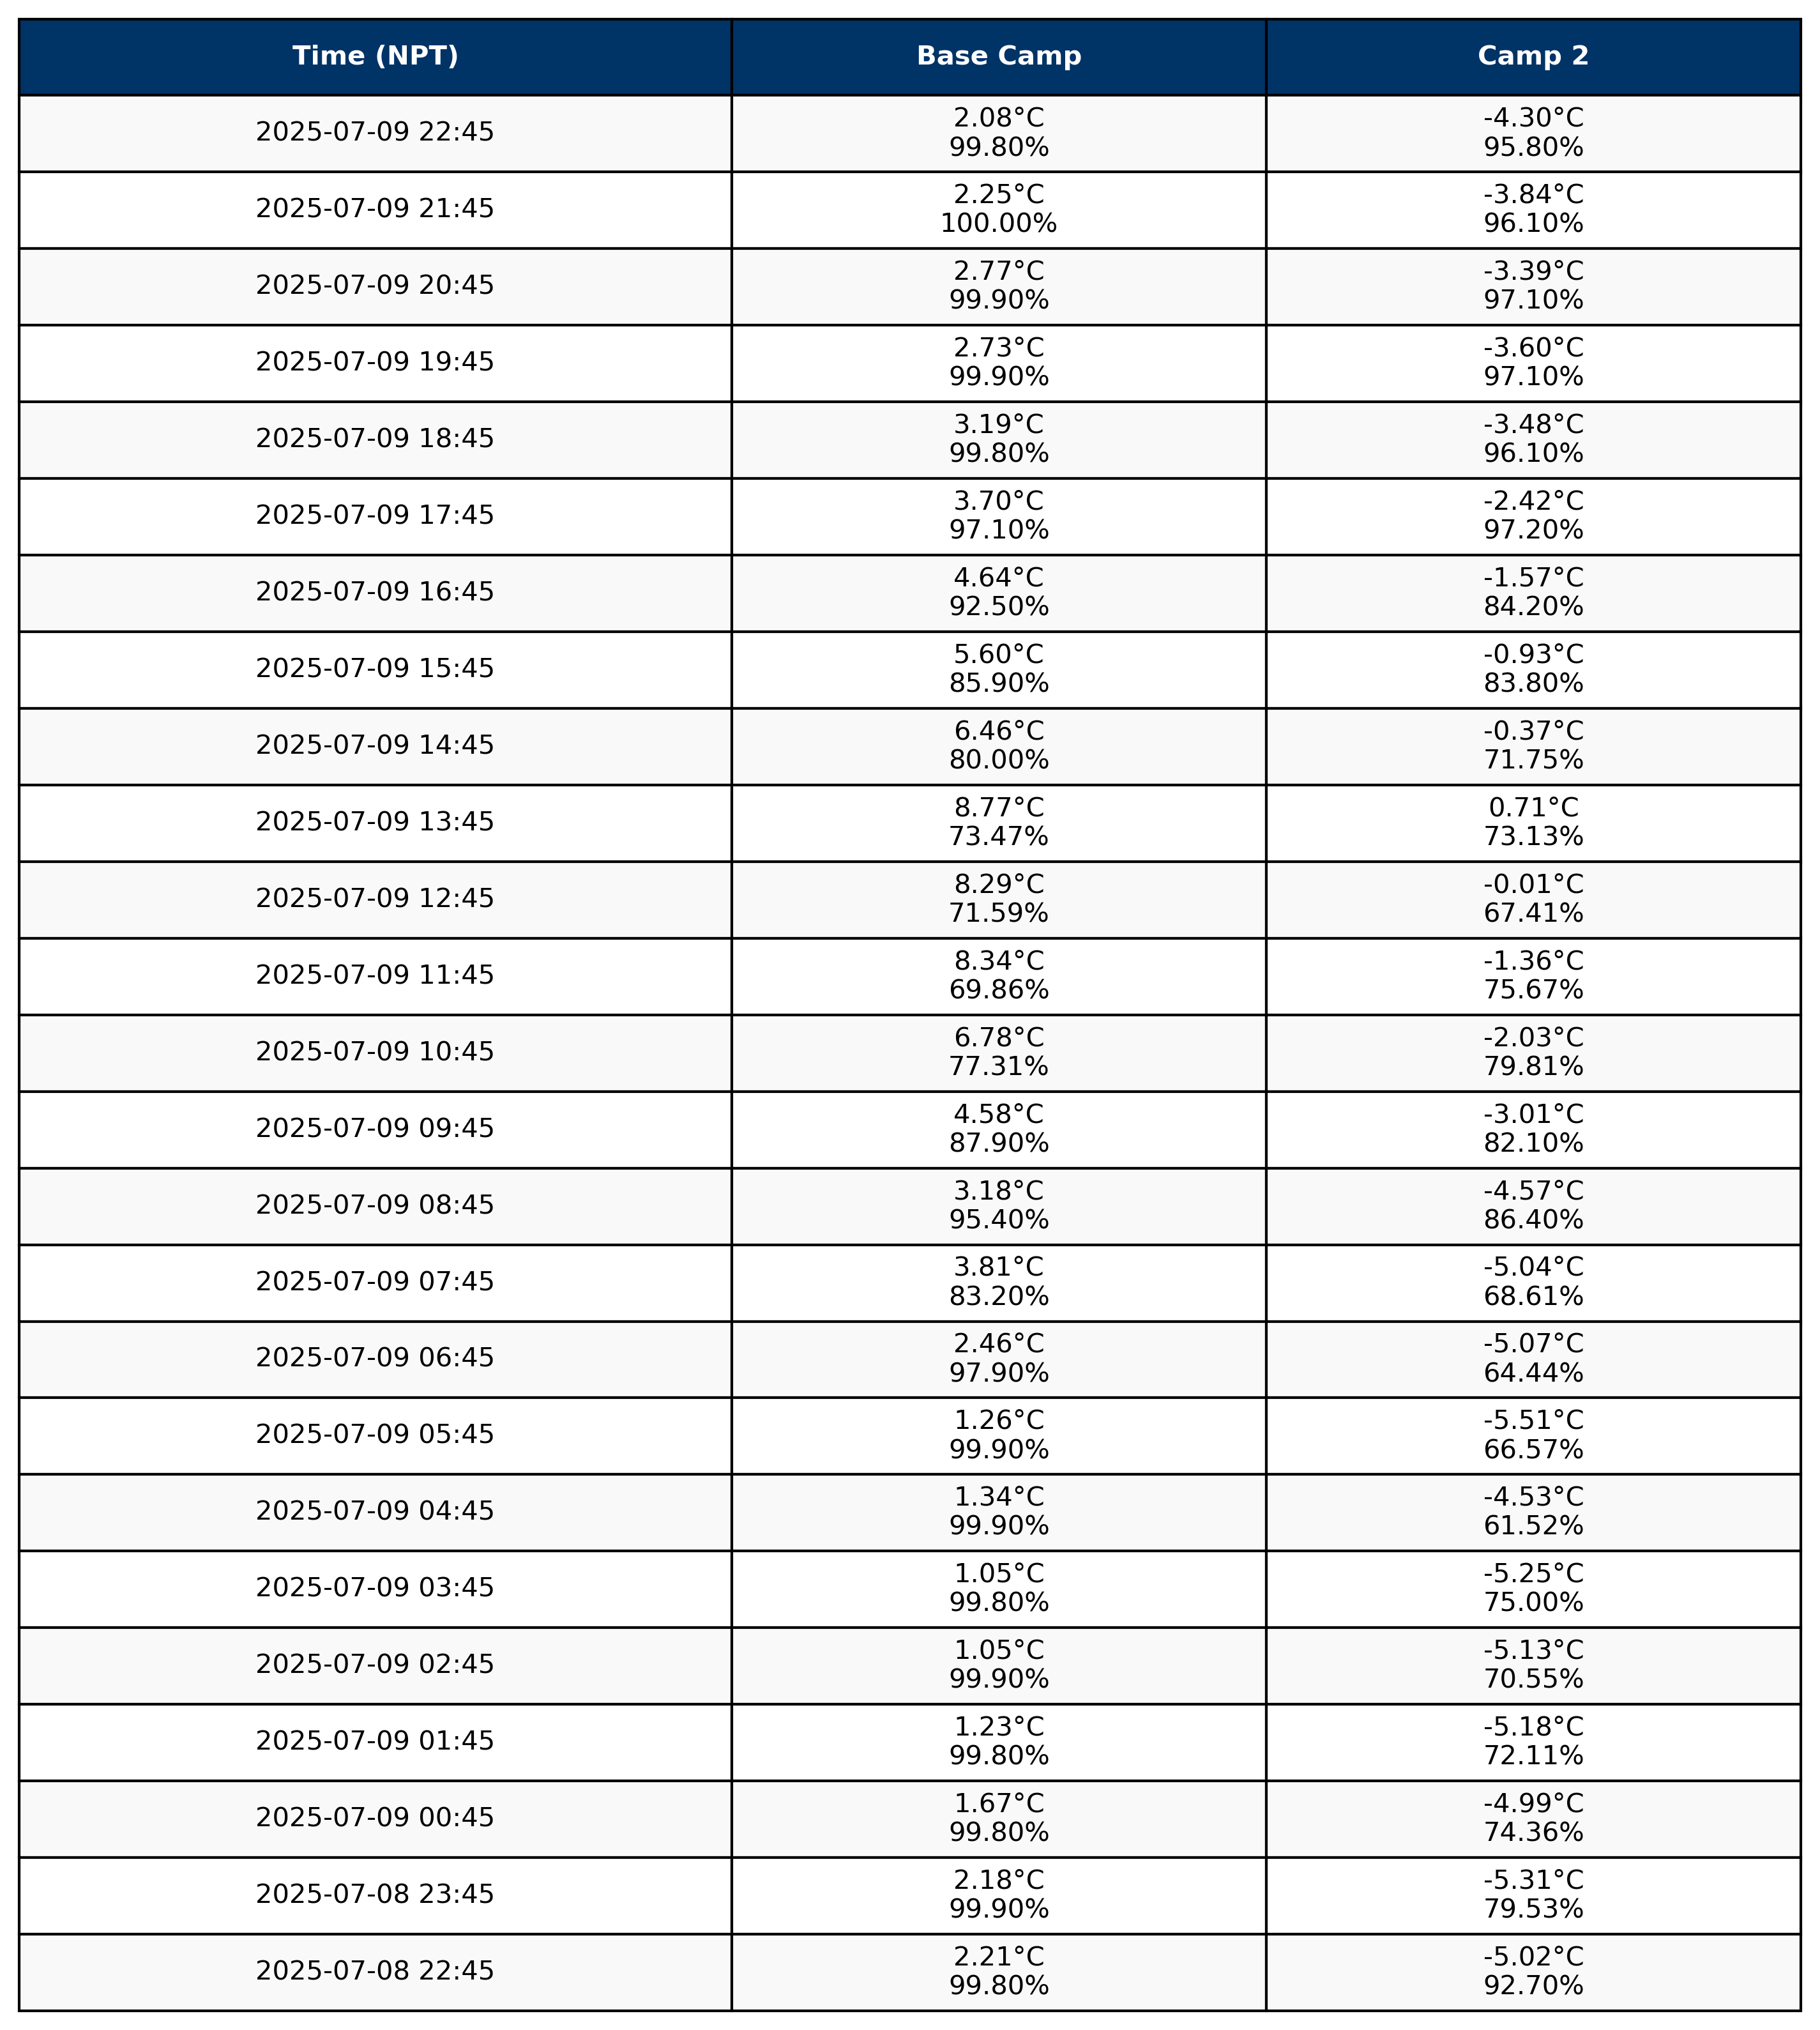 Time (NPT) Base Camp Camp 2
2025-07-09 22:45 2.08°C -4.30°C
99.80% 95.80%
2025-07-09 21:45 2.25°C -3.84°C
100.00% 96.10%
2025-07-09 20:45 2.77°C -3.39°C
99.90% 97.10%
2025-07-09 19:45 2.73°C -3.60°C
99.90% 97.10%
2025-07-09 18:45 3.19°C -3.48°C
99.80% 96.10%
2025-07-09 17:45 3.70°C -2.42°C
97.10% 97.20%
2025-07-09 16:45 4.64°C -1.57°C
92.50% 84.20%
2025-07-09 15:45 5.60°C -0.93°C
85.90% 83.80%
2025-07-09 14:45 6.46°C -0.37°C
80.00% 71.75%
2025-07-09 13:45 8.77°C 0.71°C
73.47% 73.13%
2025-07-09 12:45 8.29°C -0.01°C
71.59% 67.41%
2025-07-09 11:45 8.34°C -1.36°C
69.86% 75.67%
2025-07-09 10:45 6.78°C -2.03°C
77.31% 79.81%
2025-07-09 09:45 4.58°C -3.01°C
87.90% 82.10%
2025-07-09 08:45 3.18°C -4.57°C
95.40% 86.40%
2025-07-09 07:45 3.81°C -5.04°C
83.20% 68.61%
2025-07-09 06:45 2.46°C -5.07°C
97.90% 64.44%
2025-07-09 05:45 1.26°C -5.51°C
99.90% 66.57%
2025-07-09 04:45 1.34°C -4.53°C
99.90% 61.52%
2025-07-09 03:45 1.05°C -5.25°C
99.80% 75.00%
2025-07-09 02:45 1.05°C -5.13°C
99.90% 70.55%
2025-07-09 01:45 1.23°C -5.18°C
99.80% 72.11%
2025-07-09 00:45 1.67°C -4.99°C
99.80% 74.36%
2025-07-08 23:45 2.18°C -5.31°C
99.90% 79.53%
2025-07-08 22:45 2.21°C -5.02°C
99.80% 92.70%